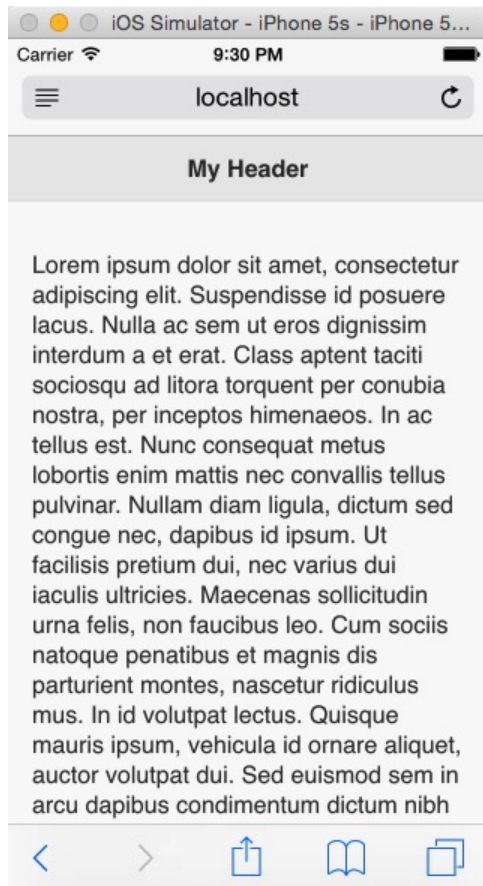 iOS Simulator - iPhone 5s - iPhone 5...
Carrier 9:30 PM
localhost
My Header
Lorem ipsum dolor sit amet, consectetur
adipiscing elit. Suspendisse id posuere
lacus. Nulla ac sem ut eros dignissim
interdum a et erat. Class aptent taciti
sociosqu ad litora torquent per conubia
nostra, per inceptos himenaeos. In ac
tellus est. Nunc consequat metus
lobortis enim mattis nec convallis tellus
pulvinar. Nullam diam ligula, dictum sed
congue nec, dapibus id ipsum. Ut
facilisis pretium dui, nec varius dui
iaculis ultricies. Maecenas sollicitudin
urna felis, non faucibus leo. Cum sociis
natoque penatibus et magnis dis
parturient montes, nascetur ridiculus
mus. In id volutpat lectus. Quisque
mauris ipsum, vehicula id ornare aliquet,
auctor volutpat dui. Sed euismod sem in
arcu dapibus condimentum dictum nibh